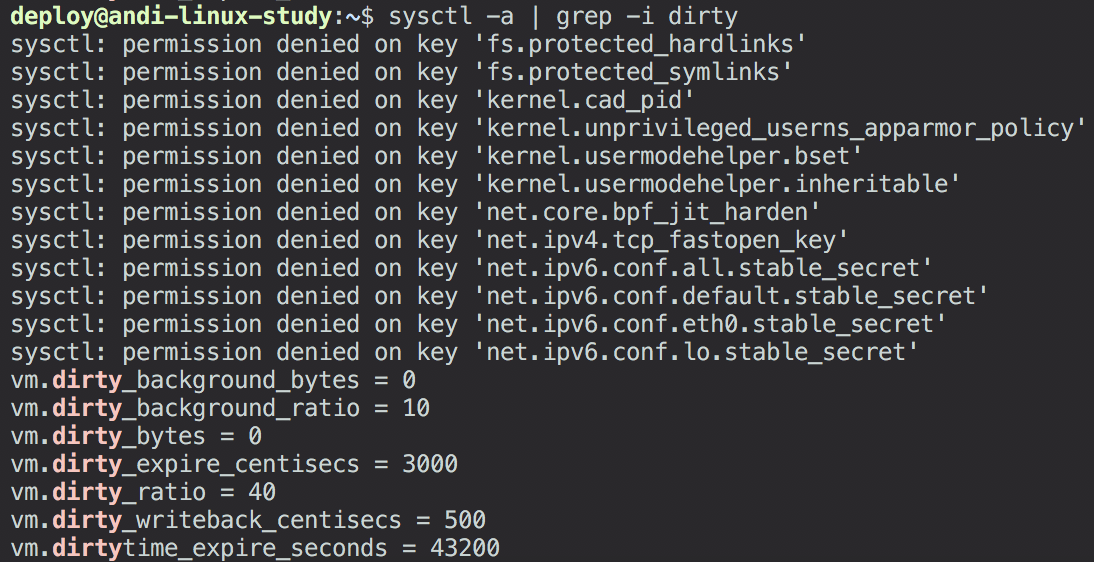 deploy@andi-linux-study:~$ sysctl -a | grep -i dirty
sysctl: permission denied on key 'fs.protected_hardlinks'
sysctl: permission denied on key 'fs.protected_symlinks'
sysctl: permission denied on key 'kernel.cad_pid'
sysctl: permission denied on key 'kernel.unprivileged_userns_apparmor_policy'
sysctl: permission denied on key 'kernel.usermodehelper.bset'
sysctl: permission denied on key 'kernel.usermodehelper.inheritable'
sysctl: permission denied on key 'net.core.bpf_jit_harden'
sysctl: permission denied on key 'net.ipv4.tcp_fastopen_key'
sysctl: permission denied on key 'net.ipv6.conf.all.stable_secret'
sysctl: permission denied on key 'net.ipv6.conf.default.stable_secret'
sysctl: permission denied on key 'net.ipv6.conf.eth0.stable_secret'
sysctl: permission denied on key 'net.ipv6.conf.lo.stable_secret'
vm.dirty_background_bytes = 0
vm.dirty_background_ratio = 10
vm.dirty_bytes = 0
vm.dirty_expire_centisecs = 3000
vm.dirty_ratio = 40
vm.dirty_writeback_centisecs = 500
vm.dirtytime_expire_seconds = 43200